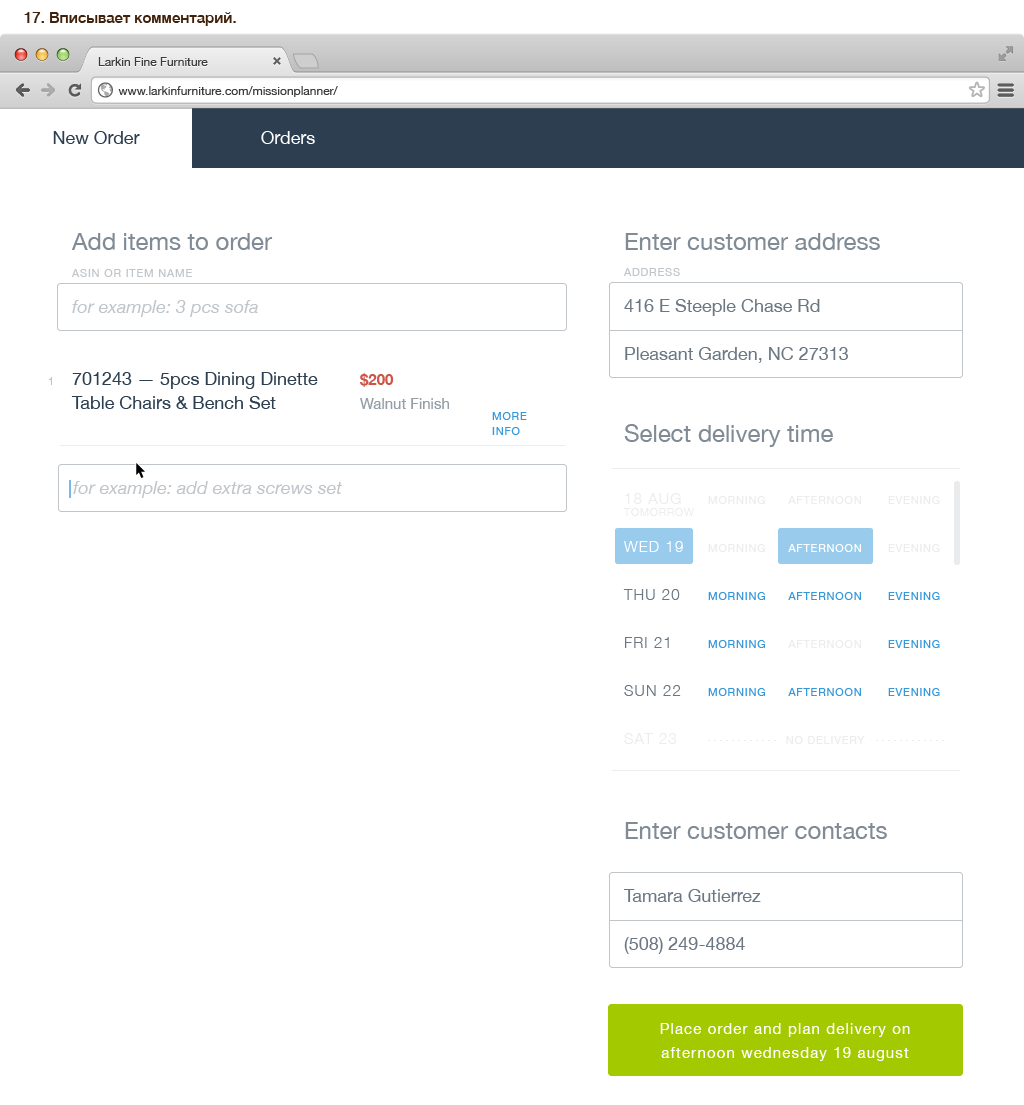 17. Вписывает комментарий.
Larkin Fine Furniture
www.larkinfurniture.com/missionplanner/
New Order
Orders
Add items to order
ASIN OR ITEM NAME
for example: 3 pcs sofa
1
701243 — 5pcs Dining Dinette
Table Chairs & Bench Set
$200
Walnut Finish
MORE
INFO
for example: add extra screws set
Enter customer address
ADDRESS
416 E Steeple Chase Rd
Pleasant Garden, NC 27313
Select delivery time
18 AUG MORNING AFTERNOON EVENING
TOMORROW
WED 19 MORNING AFTERNOON EVENING
THU 20 MORNING AFTERNOON EVENING
FRI 21 MORNING AFTERNOON EVENING
SUN 22 MORNING AFTERNOON EVENING
SAT 23 NO DELIVERY
Enter customer contacts
Tamara Gutierrez
(508) 249-4884
Place order and plan delivery on
afternoon wednesday 19 august